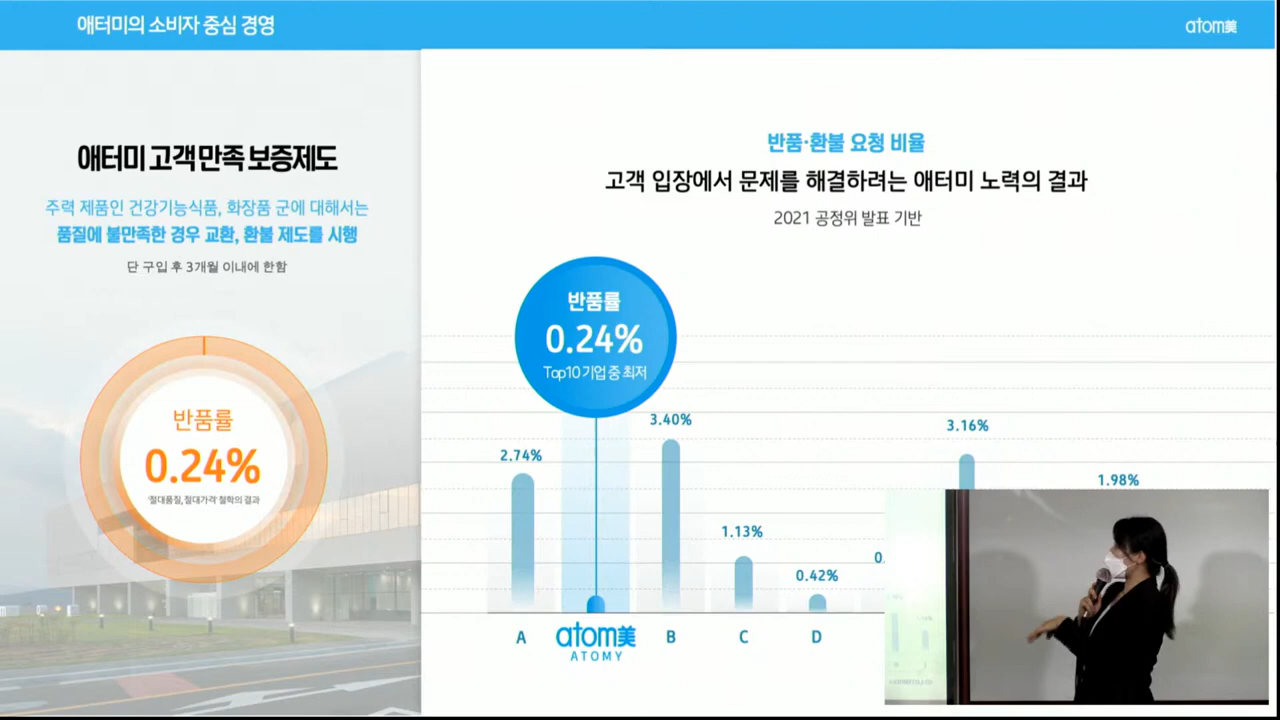 애터미의 소비자 중심 경영
atom美
애터미 고객 만족 보증제도
주력 제품인 건강기능식품, 화장품 군에 대해서는
품질에 불만족한 경우 교환, 환불 제도를 시행
단 구입 후 3개월 이내에 한함
반품률
0.24%
'절대품질, 절대가격' 철학의 결과
반품·환불 요청 비율
고객 입장에서 문제를 해결하려는 애터미 노력의 결과
2021 공정위 발표 기반
반품률
0.24%
Top10 기업 중 최저
2.74%
3.40%
1.13%
0.42%
0.
3.16%
1.98%
A
atom美
ATOMY
B
C
D